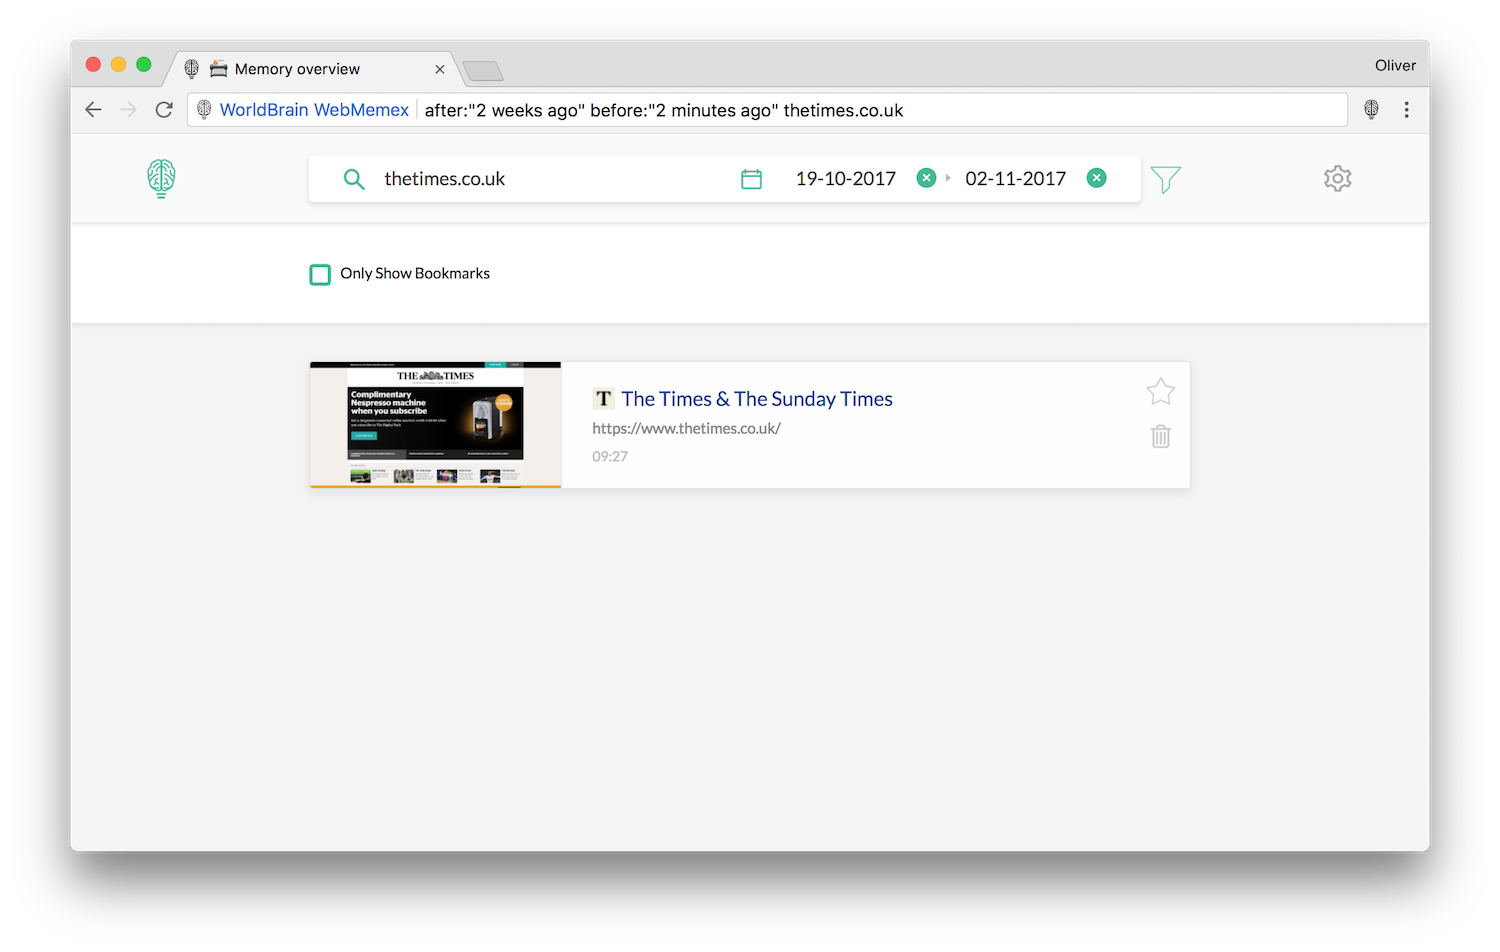 Memory overview
Oliver
WorldBrain WebMemex
after:"2 weeks ago" before:"2 minutes ago" thetimes.co.uk
thetimes.co.uk
19-10-2017
02-11-2017
Only Show Bookmarks
THE TIMES
Complimentary
Nespresso machine
when you subscribe
T
The Times & The Sunday Times
https://www.thetimes.co.uk/
09:27